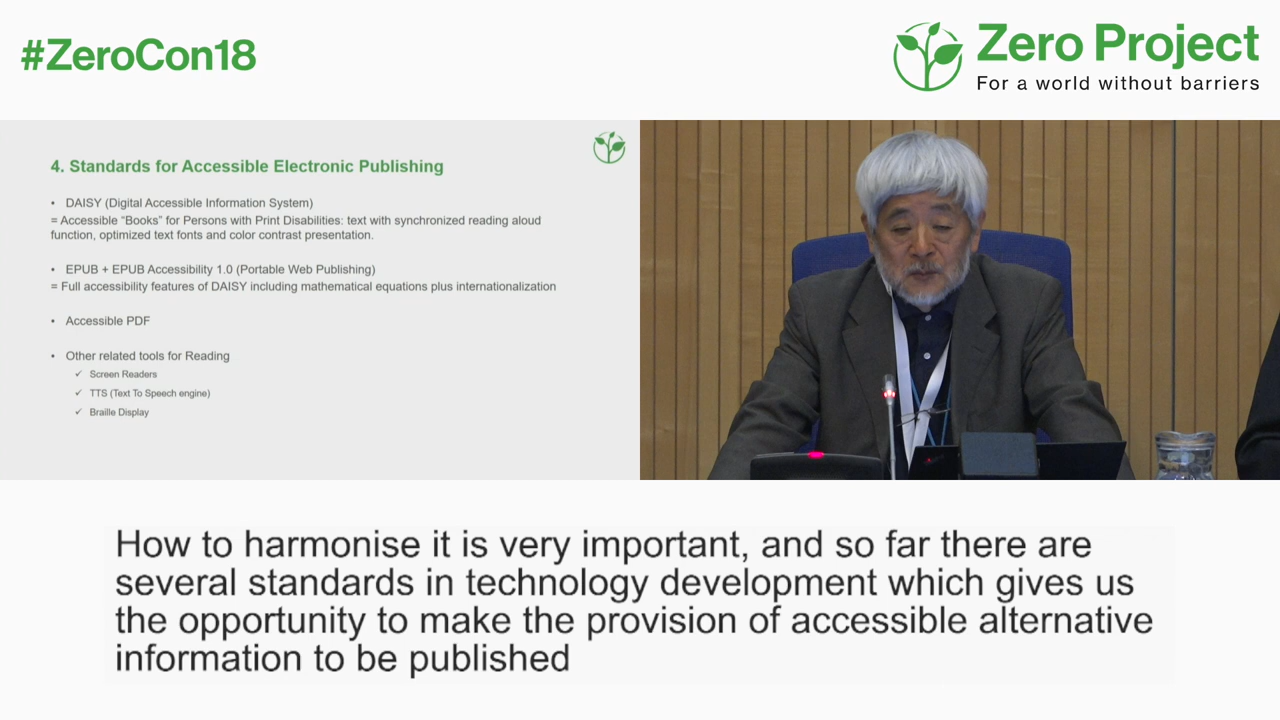 #ZeroCon18
Zero Project
For a world without barriers
4. Standards for Accessible Electronic Publishing
• DAISY (Digital Accessible Information System)
= Accessible “Books” for Persons with Print Disabilities: text with synchronized reading aloud
function, optimized text fonts and color contrast presentation.
• EPUB + EPUB Accessibility 1.0 (Portable Web Publishing)
= Full accessibility features of DAISY including mathematical equations plus internationalization
• Accessible PDF
• Other related tools for Reading
✓ Screen Readers
✓ TTS (Text To Speech engine)
✓ Braille Display
How to harmonise it is very important, and so far there are
several standards in technology development which gives us
the opportunity to make the provision of accessible alternative
information to be published